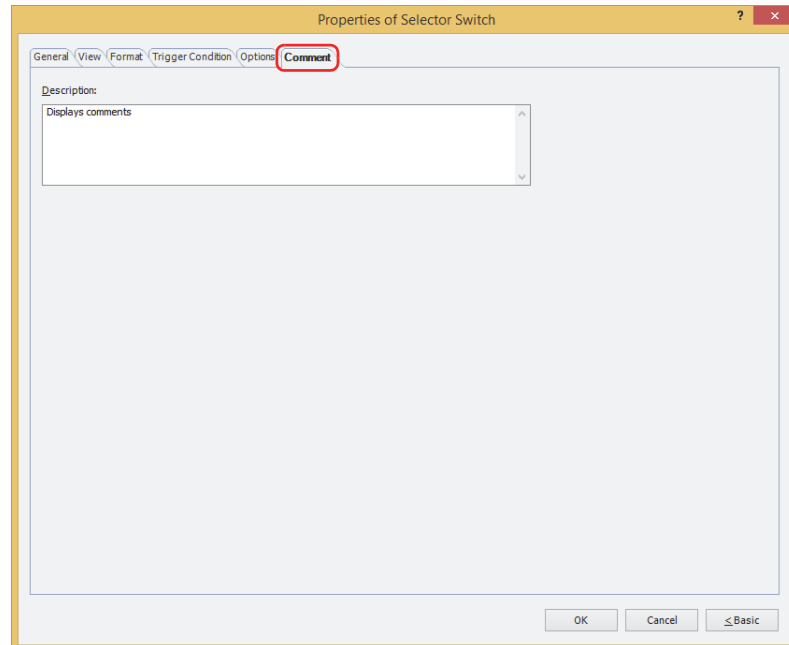 Properties of Selector Switch
? ×
General View Format Trigger Condition Options Comment
Description:
Displays comments
OK Cancel < Basic